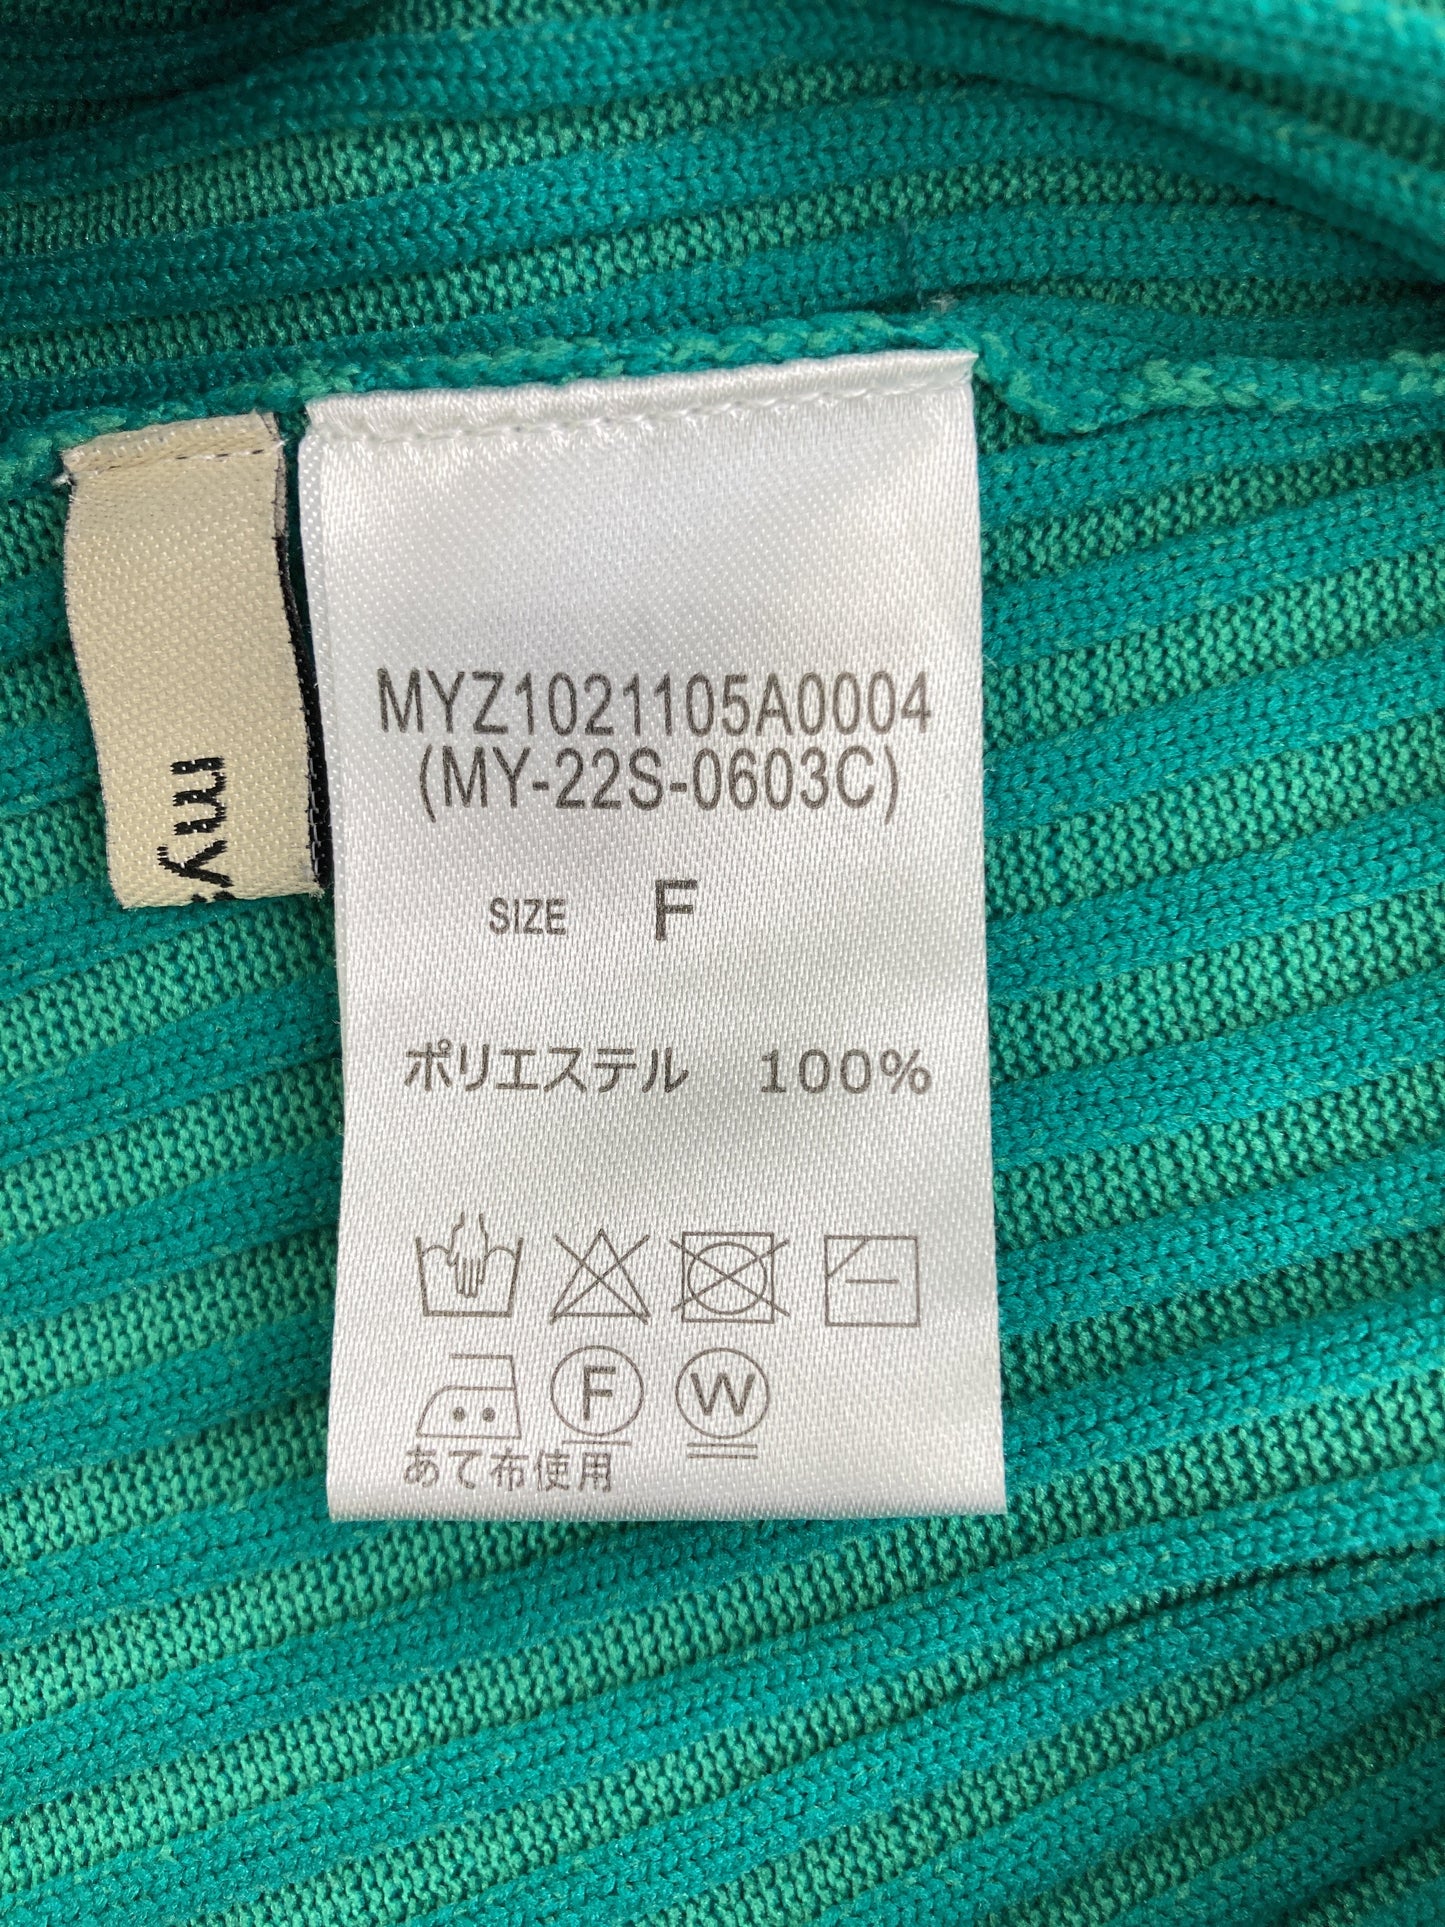 MYZ1021105A0004
(MY-22S-0603C)
SIZE F
ポリエステル 100%
F W
あて布使用